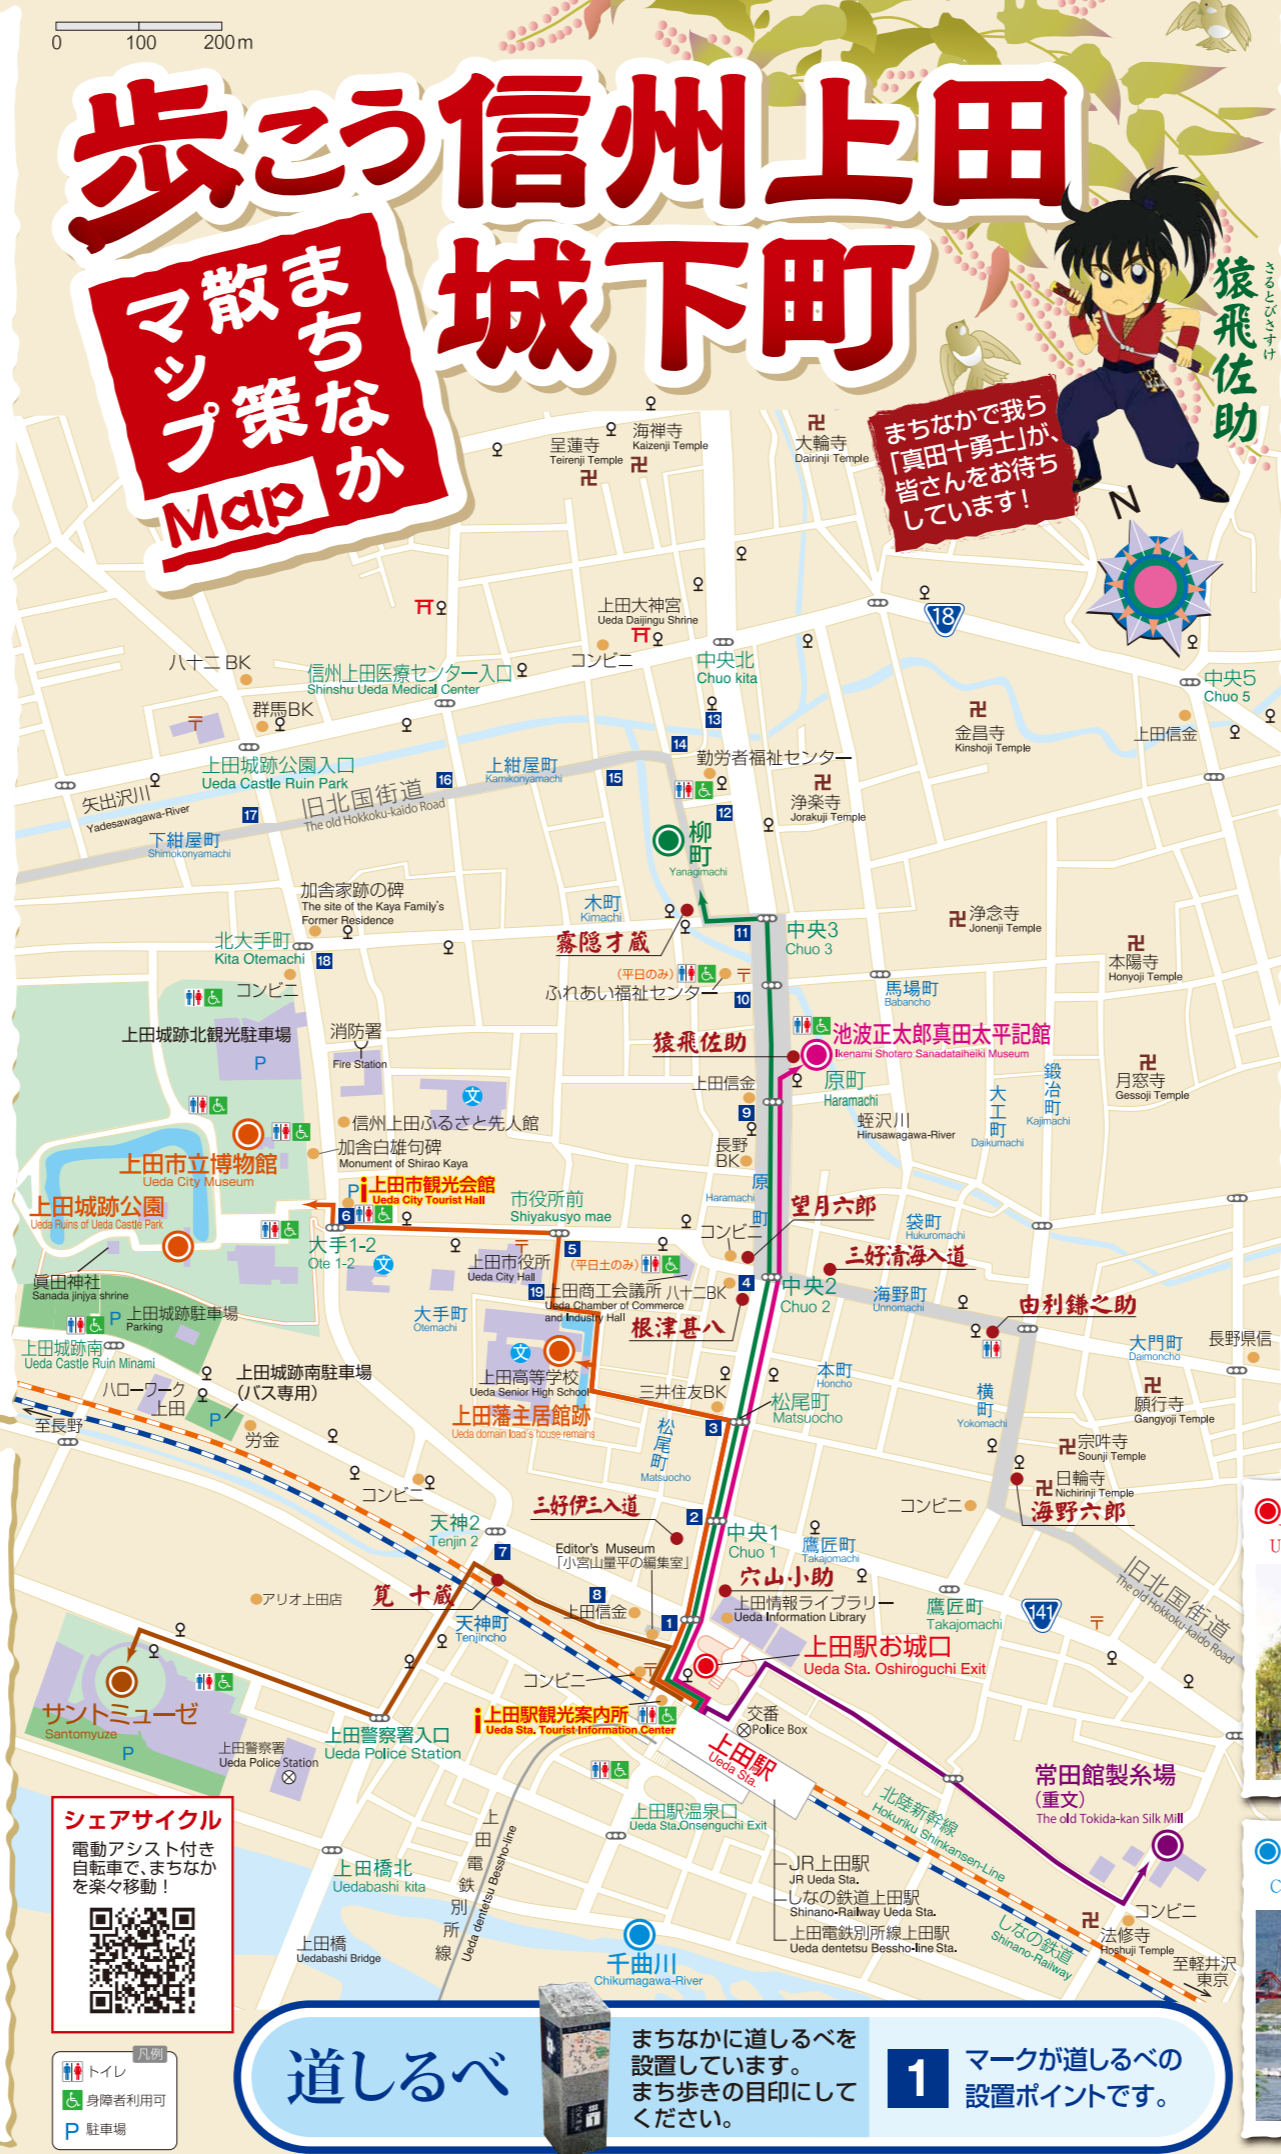 0 100 200m
歩こう信州上田
城下町
まちなか
散策
マップ
Map
猿飛佐助
さるとびさすけ
まちなかで我ら
「真田十勇士」が、
皆さんをお待ち
しています!
N
呈蓮寺
Teirenji Temple
海禅寺
Kaizenji Temple
大輪寺
Dairinji Temple
18
上田大神宮
Ueda Daijingu Shrine
コンビニ
中央北
Chuo kita
中央5
Chuo 5
八十二 BK
信州上田医療センター入口
Shinshu Ueda Medical Center
群馬BK
金昌寺
Kinshoji Temple
上田信金
13
14
勤労者福祉センター
上田城跡公園入口
Ueda Castle Ruin Park
上紺屋町
Kamikonyamachi
15
16
矢出沢川
Yadesawagawa-River
旧北国街道
The old Hokkoku-kaido Road
17
12
浄楽寺
Jorakuji Temple
下紺屋町
Shimokonyamachi
柳町
Yanagimachi
加舎家跡の碑
The site of the Kaya Family's
Former Residence
木町
Kimachi
霧隠才蔵
11
中央3
Chuo 3
浄念寺
Jonenji Temple
本陽寺
Honyoji Temple
北大手町
Kita Otemachi
18
コンビニ
(平日のみ)
ふれあい福祉センター
10
馬場町
Babancho
上田城跡北観光駐車場
P
消防署
Fire Station
文
猿飛佐助
池波正太郎真田太平記館
Ikenami Shotaro Sanadataiheiki Museum
上田信金
原町
Haramachi
9
鍛冶町
Kajimachi
大工町
Daikumachi
月窓寺
Gessoji Temple
蛭沢川
Hirusawagawa-River
信州上田ふるさと先人館
加舎白雄句碑
Monument of Shirao Kaya
長野
BK
上田市立博物館
Ueda City Museum
上田城跡公園
Ueda Ruins of Ueda Castle Park
P
i 上田市観光会館
Ueda City Tourist Hall
6
市役所前
Shiyakusyo mae
原町
Haramachi
望月六郎
コンビニ
袋町
Hukuromachi
三好清海入道
大手1-2
Ote 1-2
文
5
上田市役所
Ueda City Hall
(平日土のみ)
19
上田商工会議所
Ueda Chamber of Commerce
and Industry Hall
八十二BK
4
中央2
Chuo 2
海野町
Unnomachi
由利鎌之助
眞田神社
Sanada jinjya shrine
P 上田城跡駐車場
Parking
大手町
Otemachi
根津甚八
大門町
Daimoncho
長野県信
上田城跡南
Ueda Castle Ruin Minami
文
上田高等学校
Ueda Senior High School
上田藩主居館跡
Ueda domain load's house remains
三井住友BK
本町
Honcho
松尾町
Matsuocho
横町
Yokomachi
願行寺
Gangyoji Temple
ハローワーク
上田
上田城跡南駐車場
(バス専用)
P
労金
至長野
3
松尾町
Matsuocho
宗吽寺
Sounji Temple
日輪寺
Nichirinji Temple
海野六郎
コンビニ
コンビニ
三好伊三入道
2
天神2
Tenjin 2
7
Editor's Museum
「小宮山量平の編集室」
中央1
Chuo 1
鷹匠町
Takajomachi
穴山小助
旧北国街道
The old Hokkoku-kaido Road
アリオ上田店
筧 十蔵
8
上田信金
天神町
Tenjincho
1
上田情報ライブラリー
Ueda Information Library
鷹匠町
Takajomachi
141
上田駅お城口
Ueda Sta. Oshiroguchi Exit
コンビニ
サントミューゼ
Santomyuze
P
上田警察署入口
Ueda Police Station
上田警察署
Ueda Police Station
i 上田駅観光案内所
Ueda Sta. Tourist Information Center
交番
Police Box
上田駅
Ueda Sta.
常田館製糸場
(重文)
The old Tokida-kan Silk Mill
北陸新幹線
Hokuriku Shinkansen-Line
上田駅温泉口
Ueda Sta.Onsenguchi Exit
上田電鉄別所線
Ueda dentetsu Bessho-line
JR上田駅
JR Ueda Sta.
しなの鉄道上田駅
Shinano-Railway Ueda Sta.
上田電鉄別所線上田駅
Ueda dentetsu Bessho-line Sta.
しなの鉄道
Shinano-Railway
コンビニ
法修寺
Hoshuji Temple
至軽井沢
東京
上田橋北
Uedabashi kita
上田橋
Uedabashi Bridge
千曲川
Chikumagawa-River
シェアサイクル
電動アシスト付き
自転車で、まちなか
を楽々移動!
凡例
トイレ
身障者利用可
P 駐車場
道しるべ
まちなかに道しるべを
設置しています。
まち歩きの目印にして
ください。
1
マークが道しるべの
設置ポイントです。
U
C